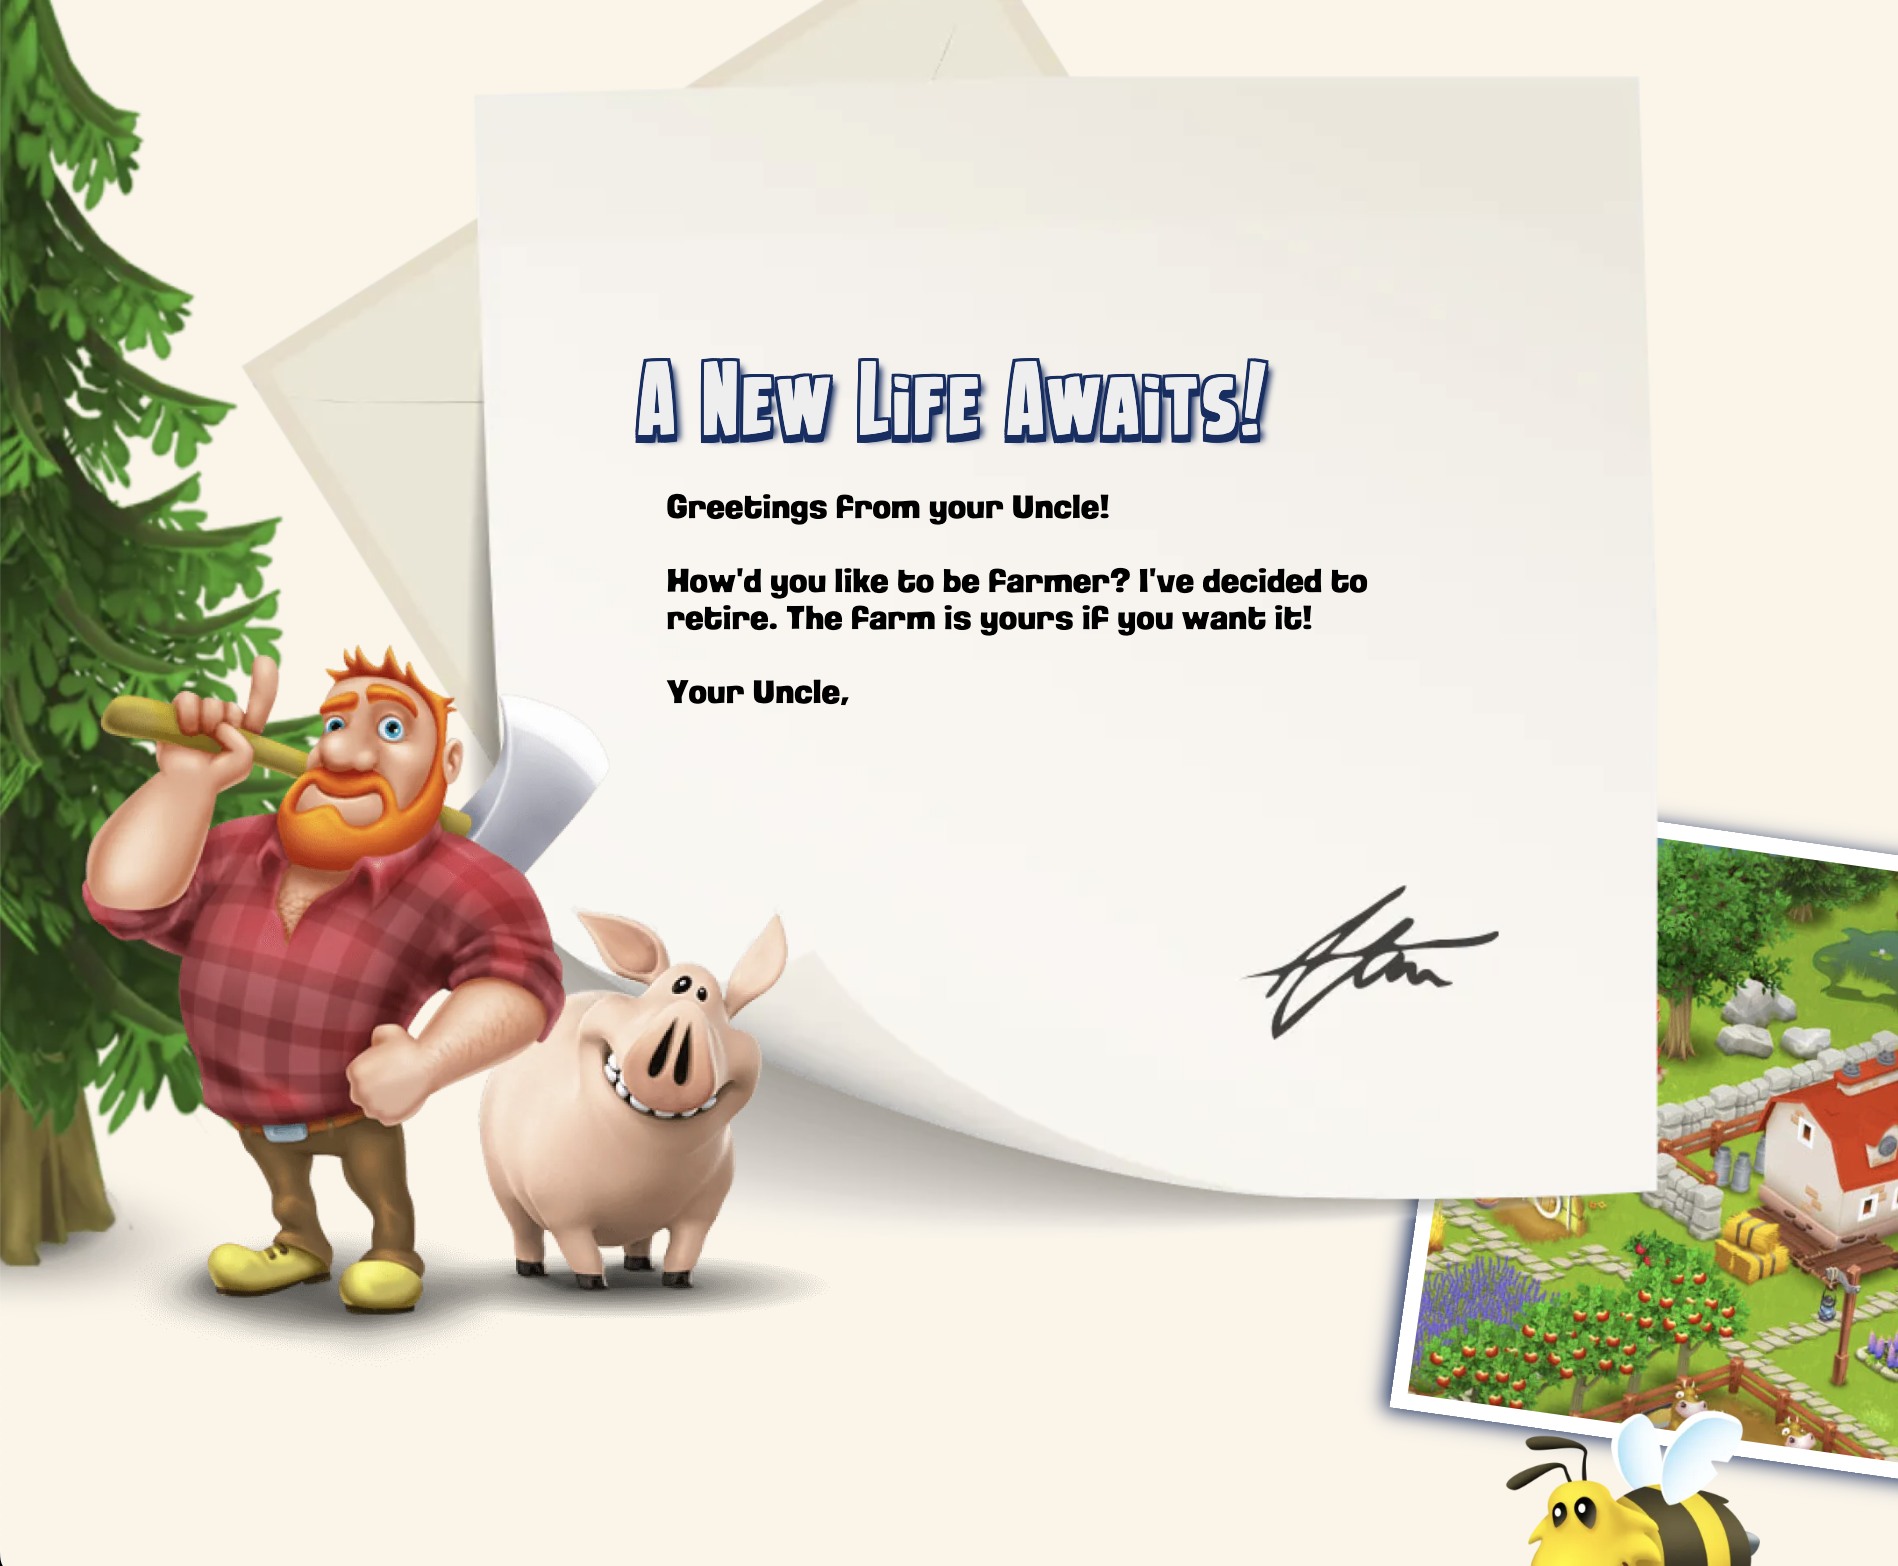 A New Life Awaits!
Greetings from your Uncle!
How'd you like to be farmer? I've decided to
retire. The farm is yours if you want it!
Your Uncle,